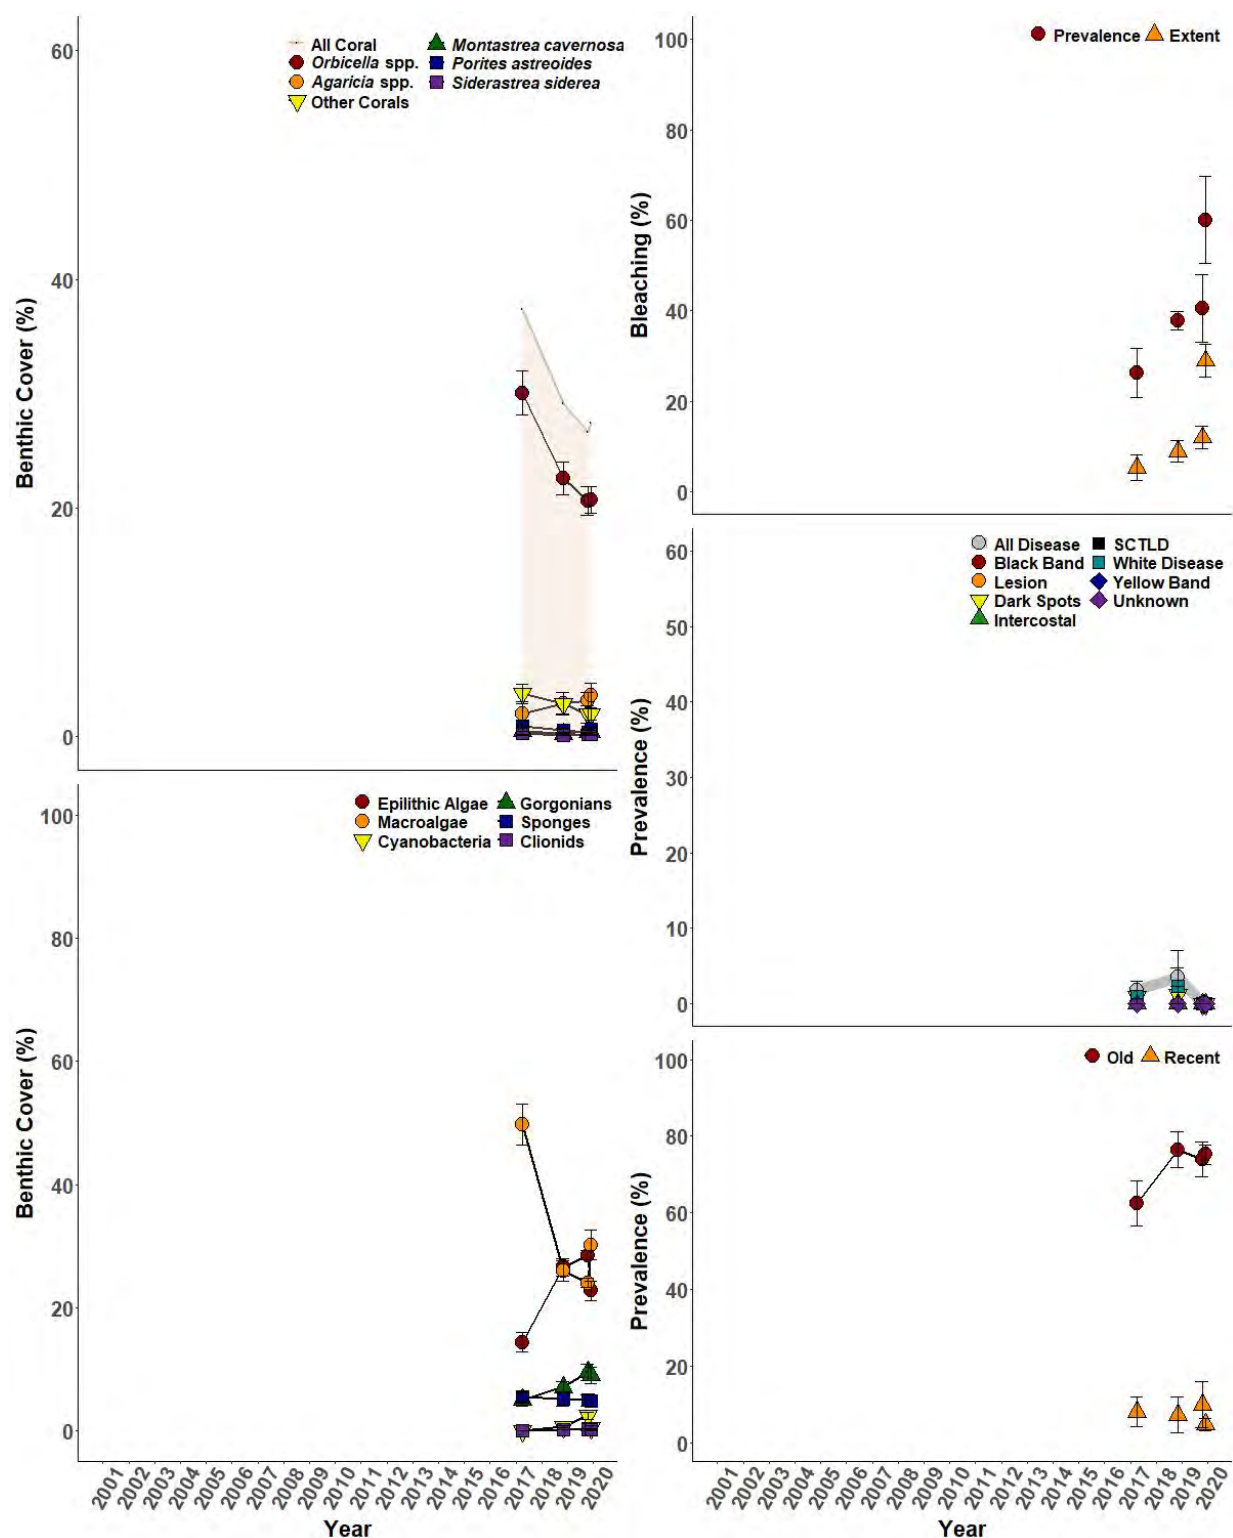 All Coral
Orbicella spp.
Agaricia spp.
Other Corals
Montastrea cavernosa
Porites astreoides
Siderastrea siderea
60
40
20
0
Benthic Cover (%)
Prevalence Extent
100
80
60
40
20
0
Bleaching (%)
All Disease
Black Band
Lesion
Dark Spots
Intercostal
SCTLD
White Disease
Yellow Band
Unknown
60
50
40
30
20
10
0
Prevalence (%)
Epilithic Algae
Macroalgae
Cyanobacteria
Gorgonians
Sponges
Clionids
100
80
60
40
20
0
Benthic Cover (%)
2001 2002 2003 2004 2005 2006 2007 2008 2009 2010 2011 2012 2013 2014 2015 2016 2017 2018 2019 2020
Year
Old Recent
100
80
60
40
20
0
Prevalence (%)
2001 2002 2003 2004 2005 2006 2007 2008 2009 2010 2011 2012 2013 2014 2015 2016 2017 2018 2019 2020
Year